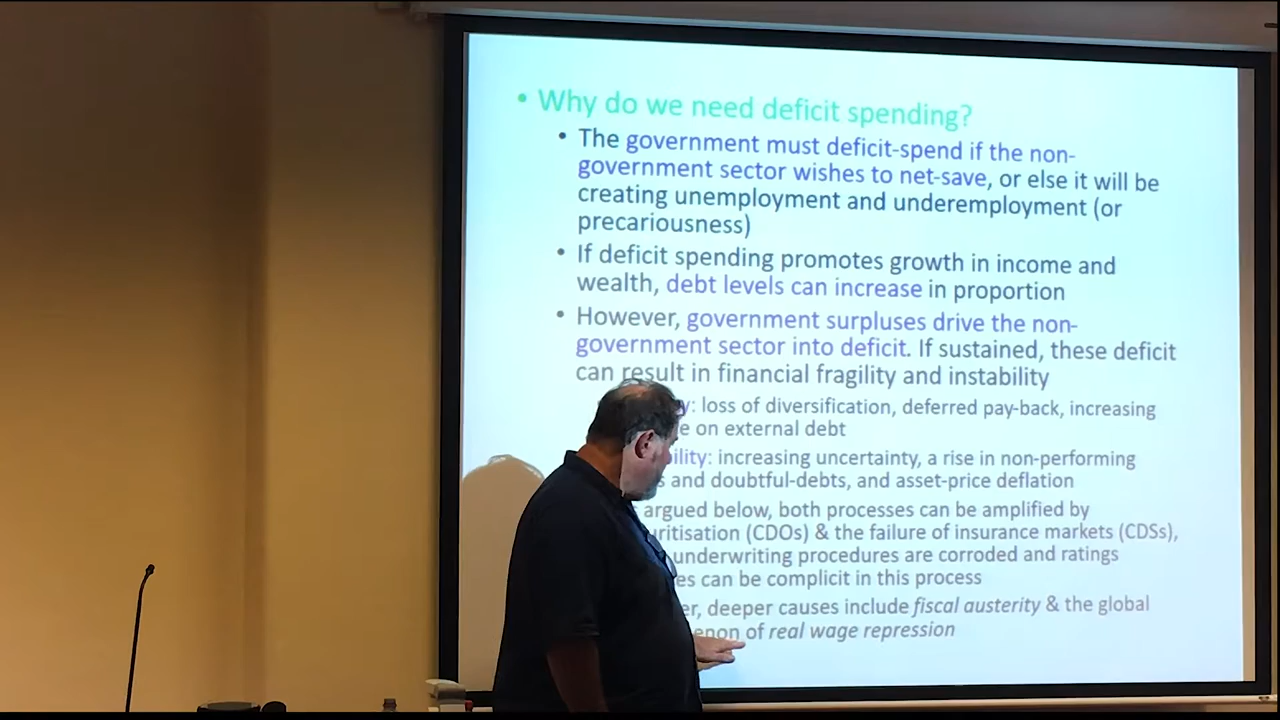 • Why do we need deficit spending?
• The government must deficit-spend if the non-
government sector wishes to net-save, or else it will be
creating unemployment and underemployment (or
precariousness)
• If deficit spending promotes growth in income and
wealth, debt levels can increase in proportion
• However, government surpluses drive the non-
government sector into deficit. If sustained, these deficit
can result in financial fragility and instability
y: loss of diversification, deferred pay-back, increasing
e on external debt
ility: increasing uncertainty, a rise in non-performing
s and doubtful-debts, and asset-price deflation
argued below, both processes can be amplified by
ritisation (CDOs) & the failure of insurance markets (CDSs),
underwriting procedures are corroded and ratings
es can be complicit in this process
er, deeper causes include fiscal austerity & the global
enon of real wage repression